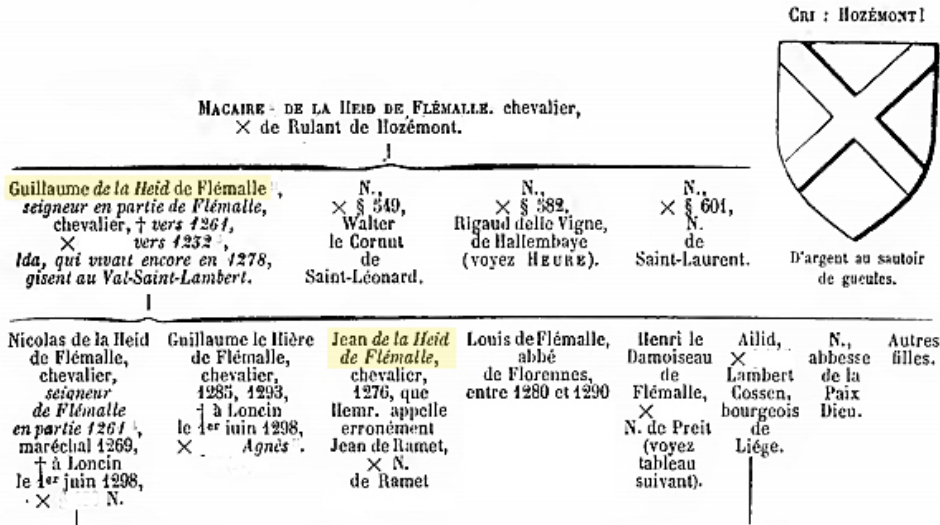 CRI : HOZÉMONT!
MACAIRE DE LA HEID DE FLÉMALLE. chevalier,
× de Rulant de Hozémont.
Guillaume de la Heid de Flémalle,
seigneur en partie de Flémalle,
chevalier, † vers 1261,
× vers 1232,
Ida, qui vivait encore en 1278,
gisent au Val-Saint-Lambert.
N.,
× § 549,
Walter
le Cornut
de
Saint-Léonard.
N.,
× § 382,
Rigaud delle Vigne,
de Hallembaye
(voyez HEURE).
N.,
× § 601,
N.
de
Saint-Laurent.
D'argent au sautoir
de gueules.
Nicolas de la Heid
de Flémalle,
chevalier,
seigneur
de Flémalle
en partie 1261,
maréchal 1269,
† à Loncin
le 1er juin 1298,
× N.
Guillaume le Hière
de Flémalle,
chevalier,
1285, 1293,
† à Loncin
le 1er juin 1298,
× Agnès.
Jean de la Heid
de Flémalle,
chevalier,
1276, que
Hemr. appelle
erronément
Jean de Ramet,
× N.
de Ramet
Louis de Flémalle,
abbé
de Florennes,
entre 1280 et 1290
Henri le
Damoiseau
de
Flémalle,
×
N. de Preit
(voyez
tableau
suivant).
Ailid,
×
Lambert
Cossen,
bourgeois
de
Liége.
N.,
abbesse
de la
Paix
Dieu.
Autres
filles.